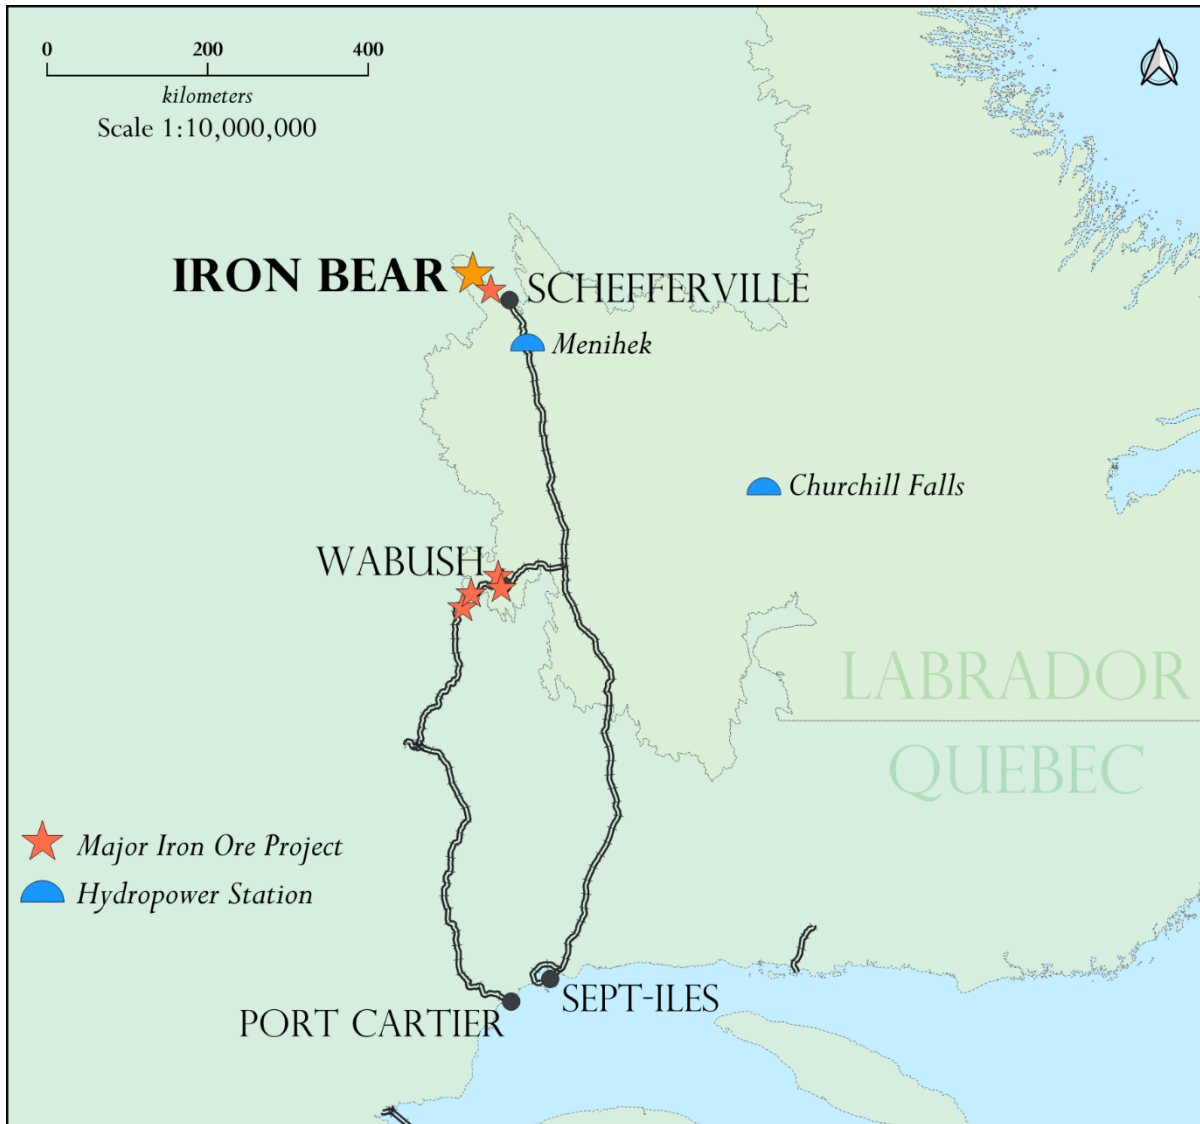 0 200 400
kilometers
Scale 1:10,000,000
IRON BEAR
SCHEFFERVILLE
Menihek
Churchill Falls
WABUSH
LABRADOR
QUEBEC
Major Iron Ore Project
Hydropower Station
SEPT-ILES
PORT CARTIER